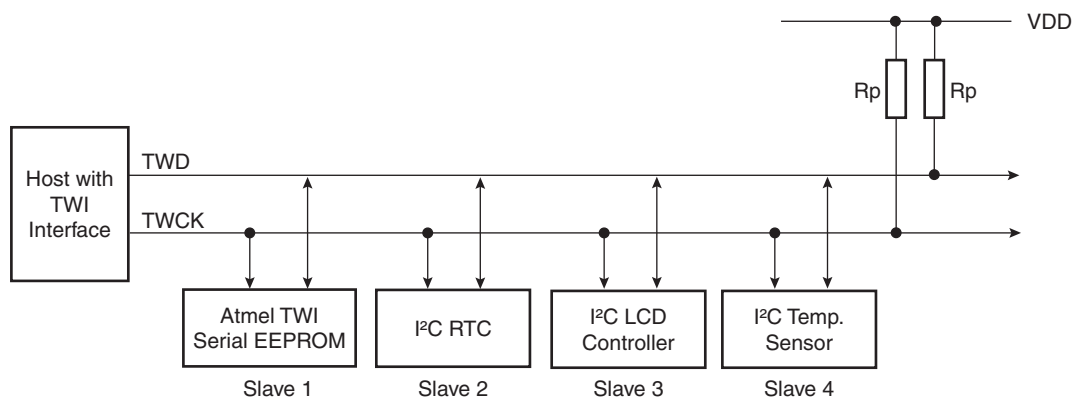 VDD
Rp
Rp
Host with
TWI
Interface
TWD
TWCK
Atmel TWI
Serial EEPROM
Slave 1
I²C RTC
Slave 2
I²C LCD
Controller
Slave 3
I²C Temp.
Sensor
Slave 4